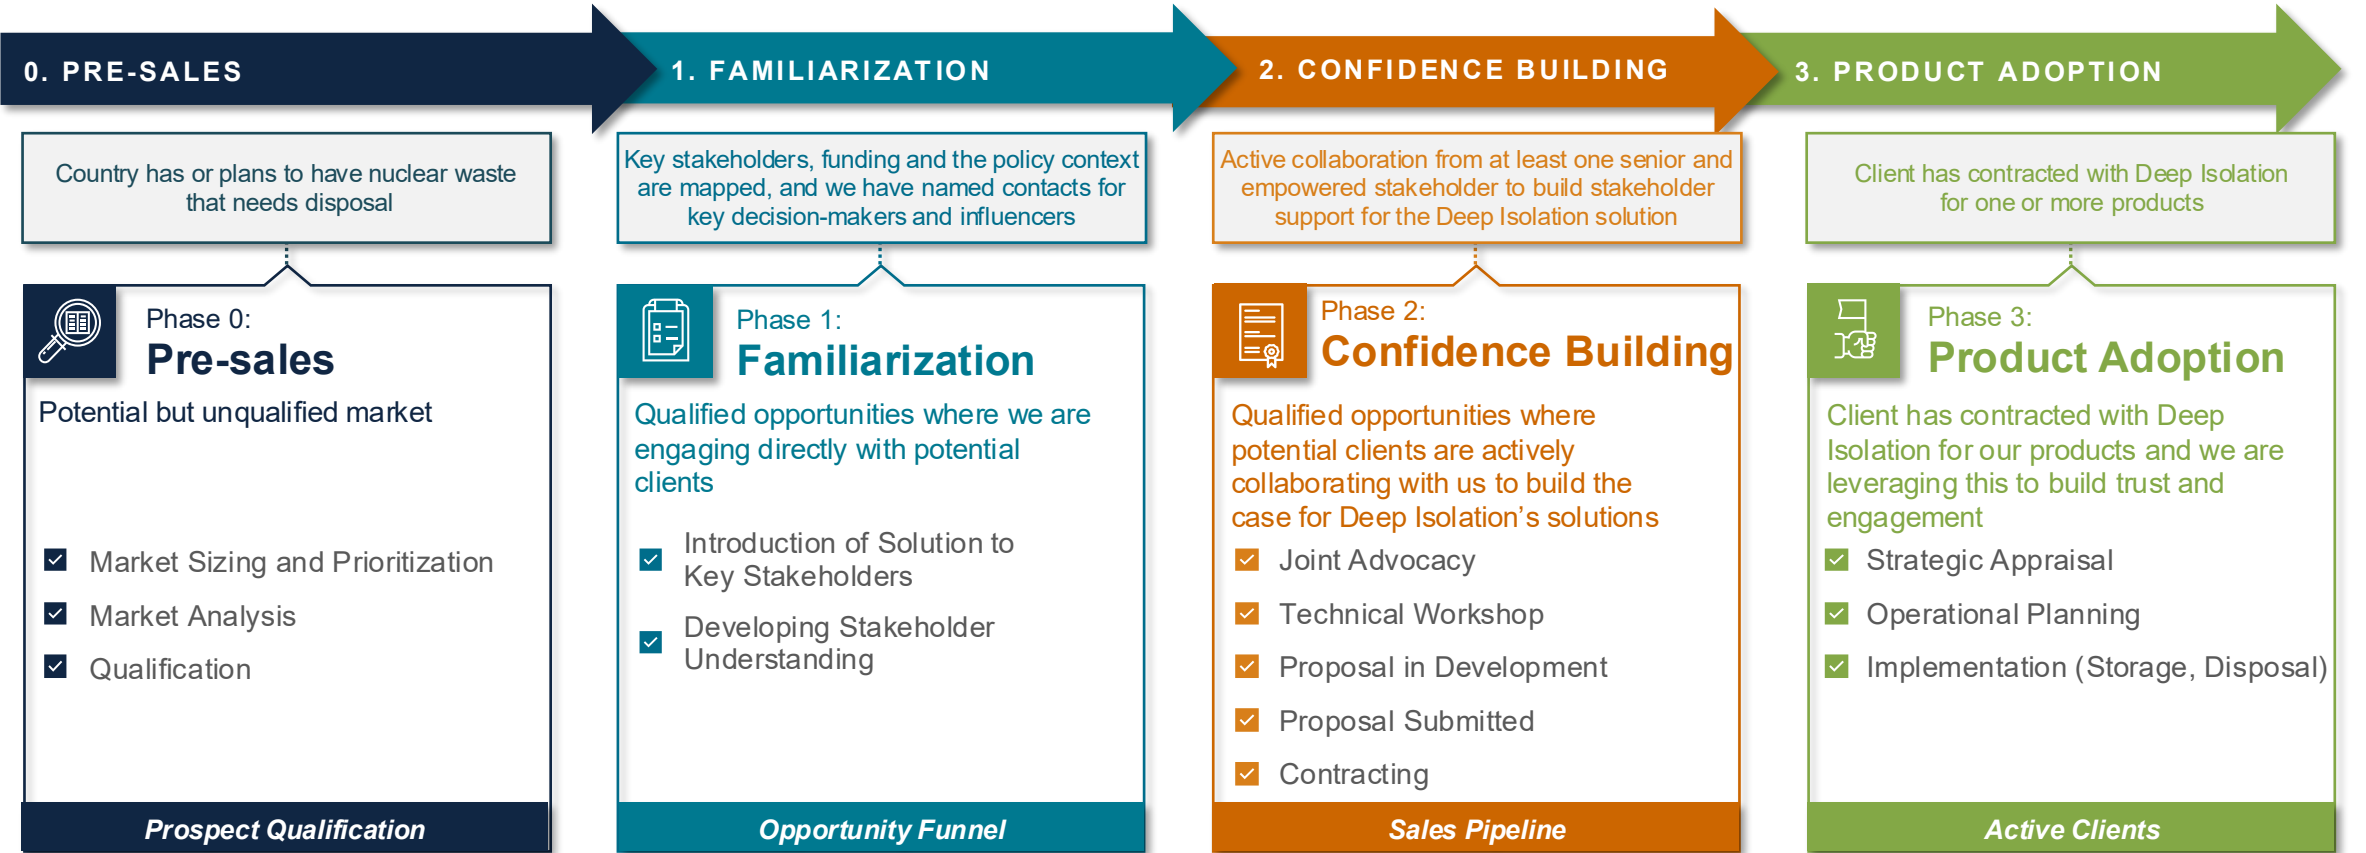 0. PRE-SALES
1. FAMILIARIZATION
2. CONFIDENCE BUILDING
3. PRODUCT ADOPTION
Country has or plans to have nuclear waste
that needs disposal
Key stakeholders, funding and the policy context
are mapped, and we have named contacts for
key decision-makers and influencers
Active collaboration from at least one senior and
empowered stakeholder to build stakeholder
support for the Deep Isolation solution
Client has contracted with Deep Isolation
for one or more products
Phase 0:
Pre-sales
Potential but unqualified market
Market Sizing and Prioritization
Market Analysis
Qualification
Prospect Qualification
Phase 1:
Familiarization
Qualified opportunities where we are
engaging directly with potential
clients
Introduction of Solution to
Key Stakeholders
Developing Stakeholder
Understanding
Opportunity Funnel
Phase 2:
Confidence Building
Qualified opportunities where
potential clients are actively
collaborating with us to build the
case for Deep Isolation’s solutions
Joint Advocacy
Technical Workshop
Proposal in Development
Proposal Submitted
Contracting
Sales Pipeline
Phase 3:
Product Adoption
Client has contracted with Deep
Isolation for our products and we are
leveraging this to build trust and
engagement
Strategic Appraisal
Operational Planning
Implementation (Storage, Disposal)
Active Clients